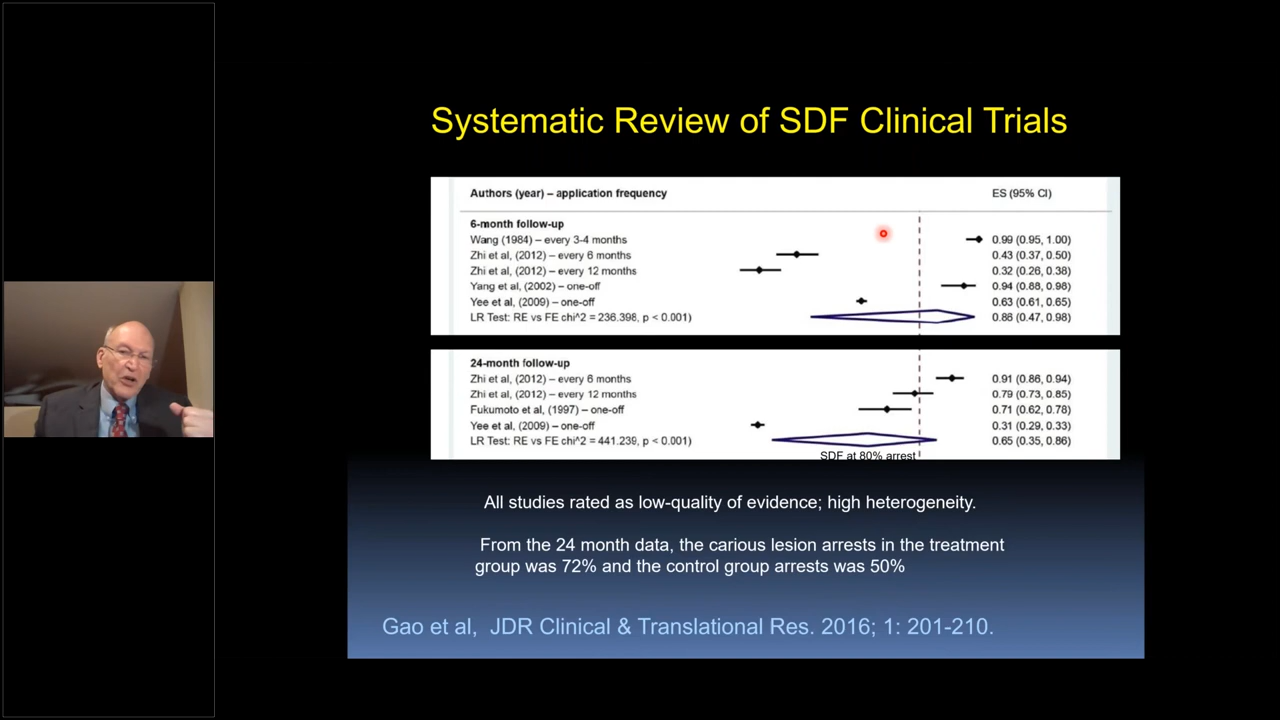 Systematic Review of SDF Clinical Trials
Authors (year) – application frequency ES (95% CI)
6-month follow-up
Wang (1984) – every 3-4 months 0.99 (0.95, 1.00)
Zhi et al, (2012) – every 6 months 0.43 (0.37, 0.50)
Zhi et al, (2012) – every 12 months 0.32 (0.26, 0.38)
Yang et al, (2002) – one-off 0.94 (0.88, 0.98)
Yee et al, (2009) – one-off 0.63 (0.61, 0.65)
LR Test: RE vs FE chi^2 = 236.398, p < 0.001) 0.86 (0.47, 0.98)
24-month follow-up
Zhi et al, (2012) – every 6 months 0.91 (0.86, 0.94)
Zhi et al, (2012) – every 12 months 0.79 (0.73, 0.85)
Fukumoto et al, (1997) – one-off 0.71 (0.62, 0.78)
Yee et al, (2009) – one-off 0.31 (0.29, 0.33)
LR Test: RE vs FE chi^2 = 441.239, p < 0.001) 0.65 (0.35, 0.86)
SDF at 80% arrest
All studies rated as low-quality of evidence; high heterogeneity.
From the 24 month data, the carious lesion arrests in the treatment
group was 72% and the control group arrests was 50%
Gao et al, JDR Clinical & Translational Res. 2016; 1: 201-210.